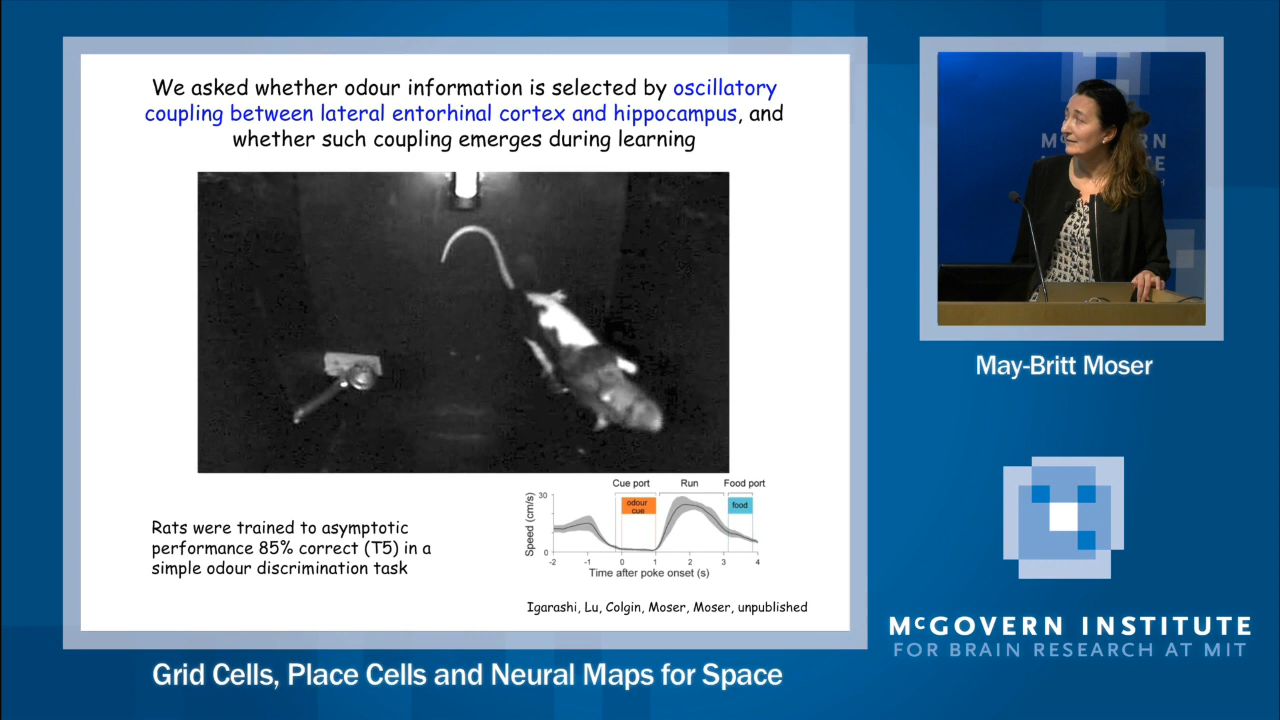 We asked whether odour information is selected by oscillatory
coupling between lateral entorhinal cortex and hippocampus, and
whether such coupling emerges during learning
Cue port Run Food port
30
odour
cue
food
Speed (cm/s)
0
-2 -1 0 1 2 3 4
Time after poke onset (s)
Rats were trained to asymptotic
performance 85% correct (T5) in a
simple odour discrimination task
Igarashi, Lu, Colgin, Moser, Moser, unpublished
Grid Cells, Place Cells and Neural Maps for Space
May-Britt Moser
MCGOVERN INSTITUTE
FOR BRAIN RESEARCH AT MIT